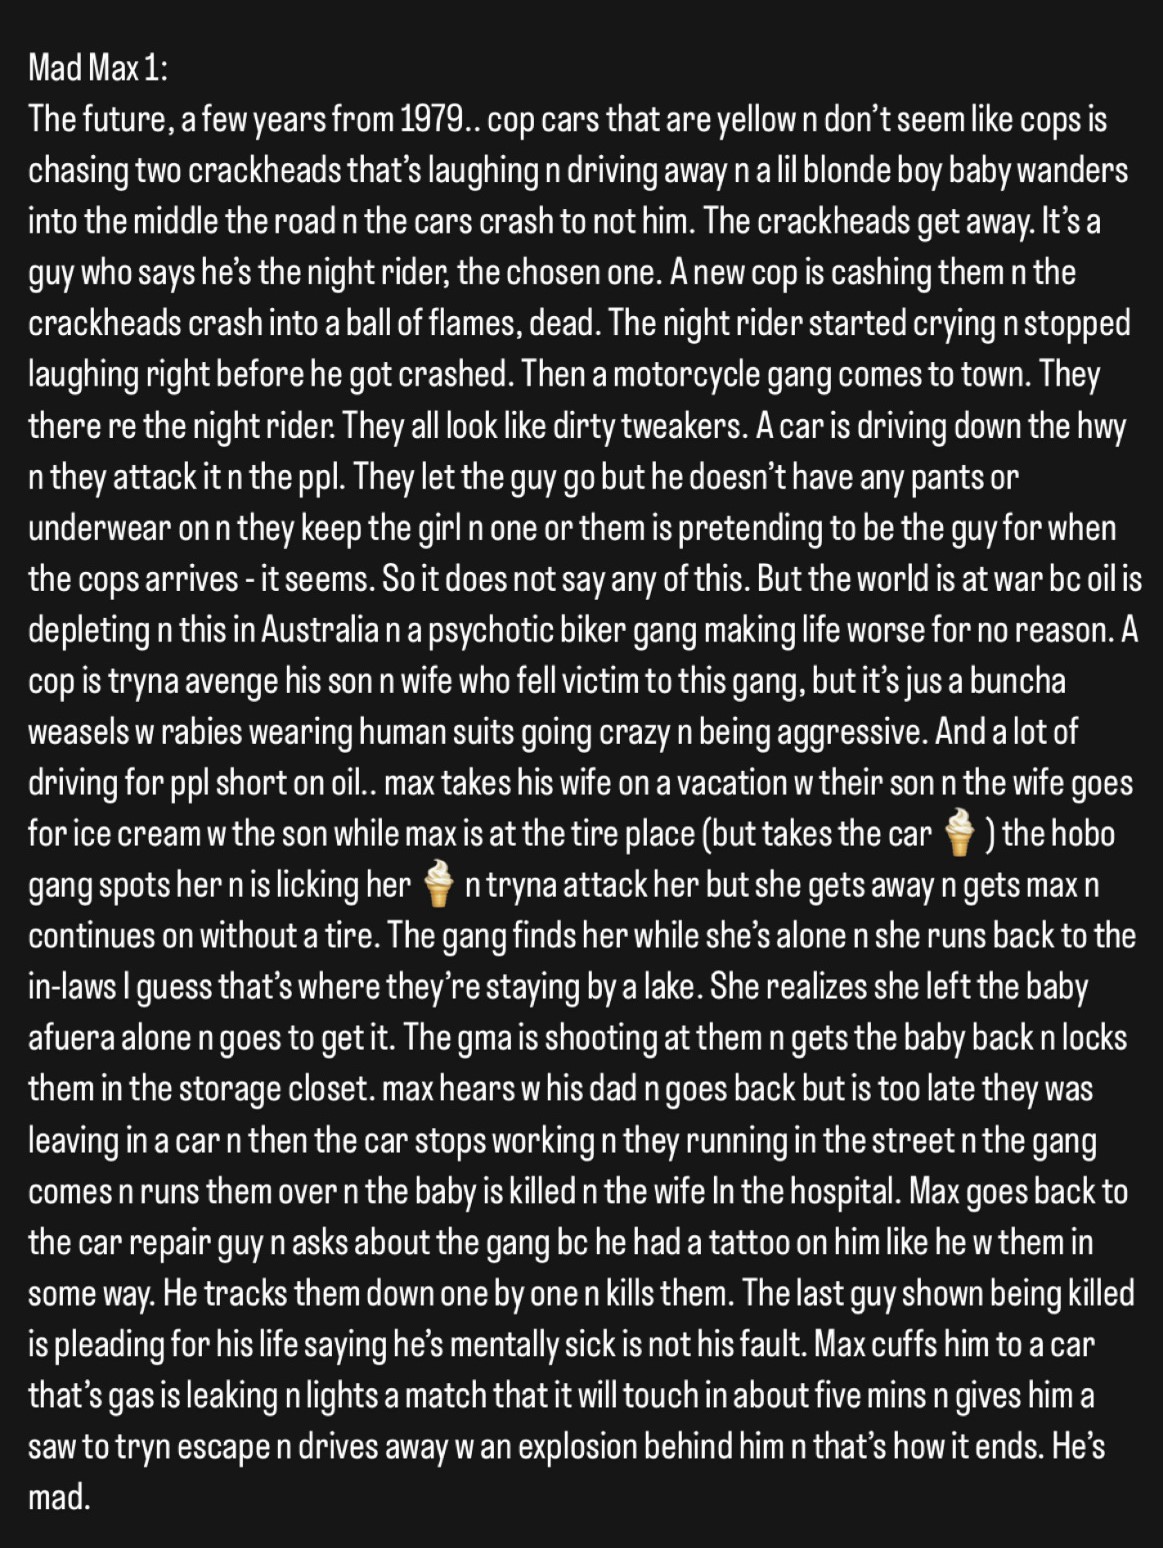 Mad Max 1:
The future, a few years from 1979.. cop cars that are yellow n don’t seem like cops is
chasing two crackheads that’s laughing n driving away n a lil blonde boy baby wanders
into the middle the road n the cars crash to not him. The crackheads get away. It’s a
guy who says he’s the night rider, the chosen one. A new cop is cashing them n the
crackheads crash into a ball of flames, dead. The night rider started crying n stopped
laughing right before he got crashed. Then a motorcycle gang comes to town. They
there re the night rider. They all look like dirty tweakers. A car is driving down the hwy
n they attack it n the ppl. They let the guy go but he doesn’t have any pants or
underwear on n they keep the girl n one or them is pretending to be the guy for when
the cops arrives - it seems. So it does not say any of this. But the world is at war bc oil is
depleting n this in Australia n a psychotic biker gang making life worse for no reason. A
cop is tryna avenge his son n wife who fell victim to this gang, but it’s jus a buncha
weasels w rabies wearing human suits going crazy n being aggressive. And a lot of
driving for ppl short on oil.. max takes his wife on a vacation w their son n the wife goes
for ice cream w the son while max is at the tire place (but takes the car 🍦 ) the hobo
gang spots her n is licking her 🍦 n tryna attack her but she gets away n gets max n
continues on without a tire. The gang finds her while she’s alone n she runs back to the
in-laws I guess that’s where they’re staying by a lake. She realizes she left the baby
afuera alone n goes to get it. The gma is shooting at them n gets the baby back n locks
them in the storage closet. max hears w his dad n goes back but is too late they was
leaving in a car n then the car stops working n they running in the street n the gang
comes n runs them over n the baby is killed n the wife In the hospital. Max goes back to
the car repair guy n asks about the gang bc he had a tattoo on him like he w them in
some way. He tracks them down one by one n kills them. The last guy shown being killed
is pleading for his life saying he’s mentally sick is not his fault. Max cuffs him to a car
that’s gas is leaking n lights a match that it will touch in about five mins n gives him a
saw to tryn escape n drives away w an explosion behind him n that’s how it ends. He’s
mad.